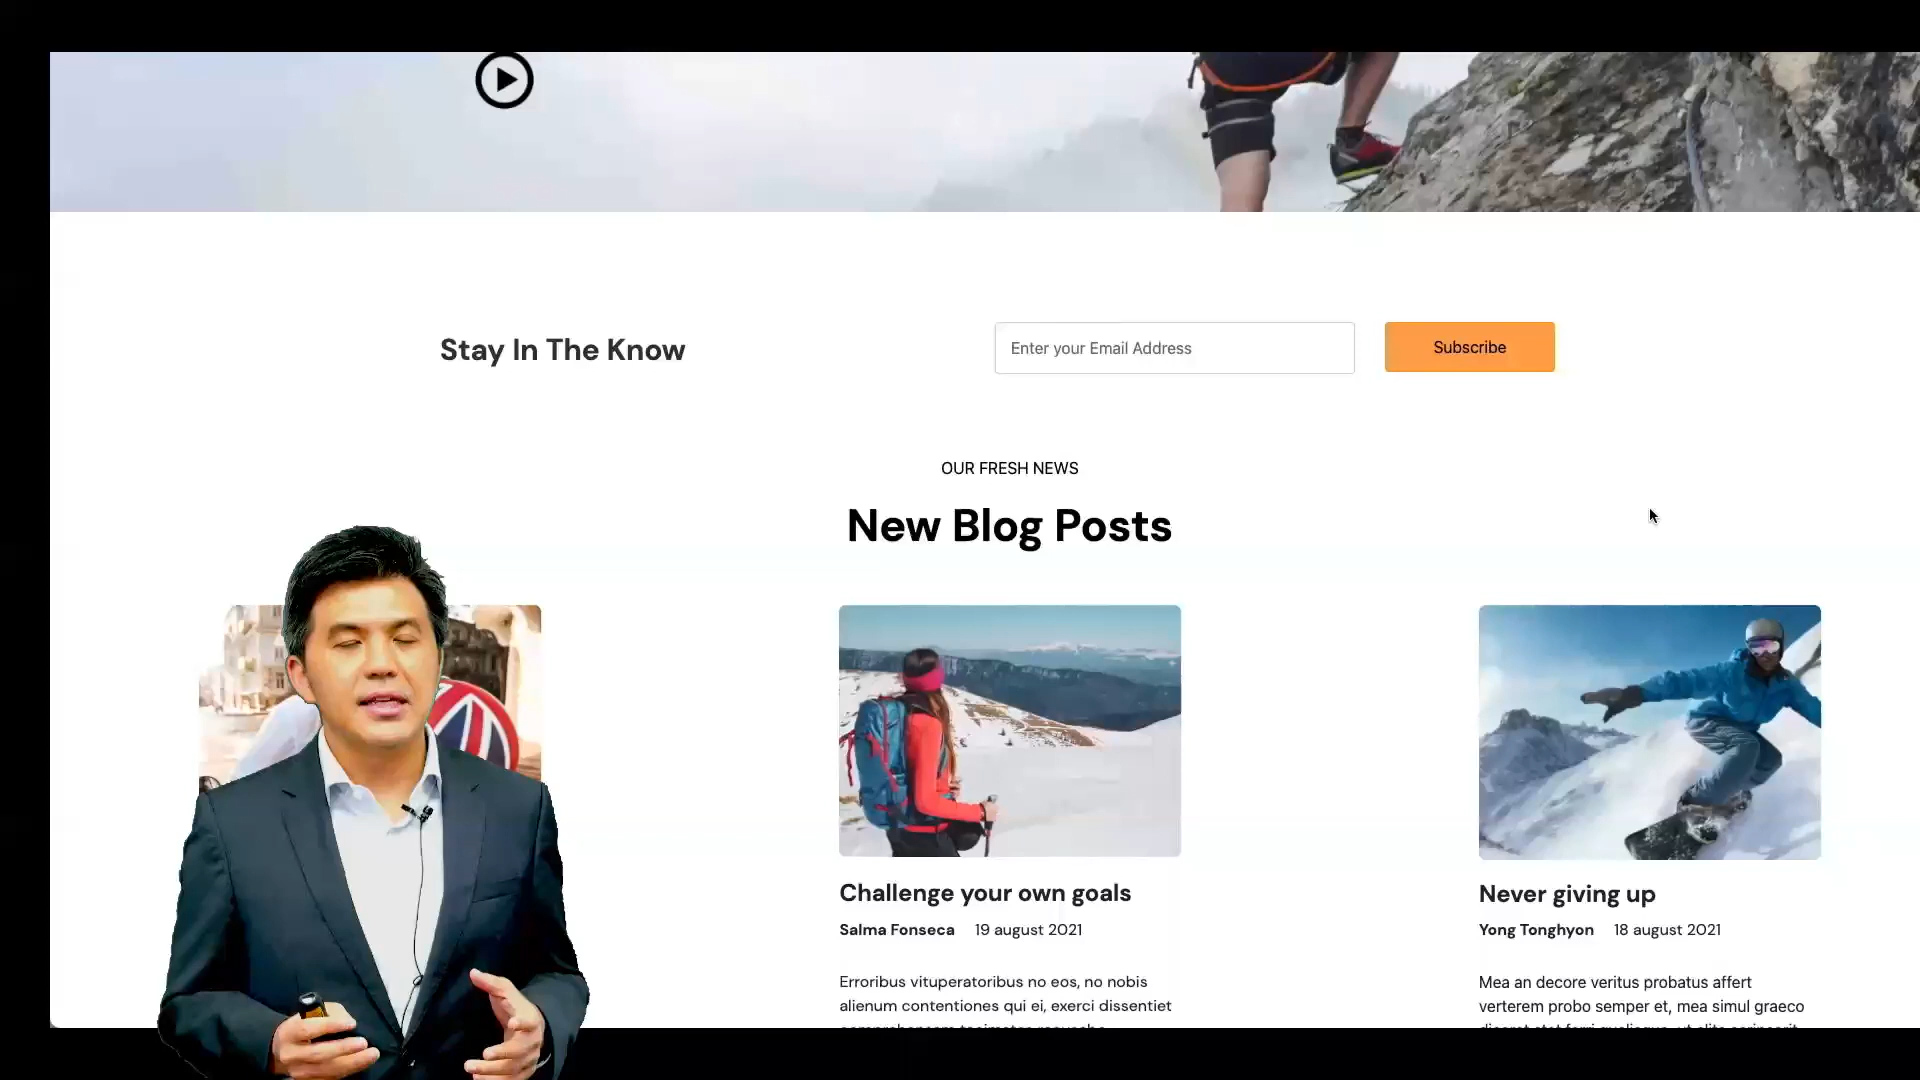 Stay In The Know
Enter your Email Address
Subscribe
OUR FRESH NEWS
New Blog Posts
Challenge your own goals
Salma Fonseca 19 august 2021
Erroribus vituperatoribus no eos, no nobis
alienum contentiones qui ei, exerci dissentiet
Never giving up
Yong Tonghyon 18 august 2021
Mea an decore veritus probatus affert
verterem probo semper et, mea simul graeco